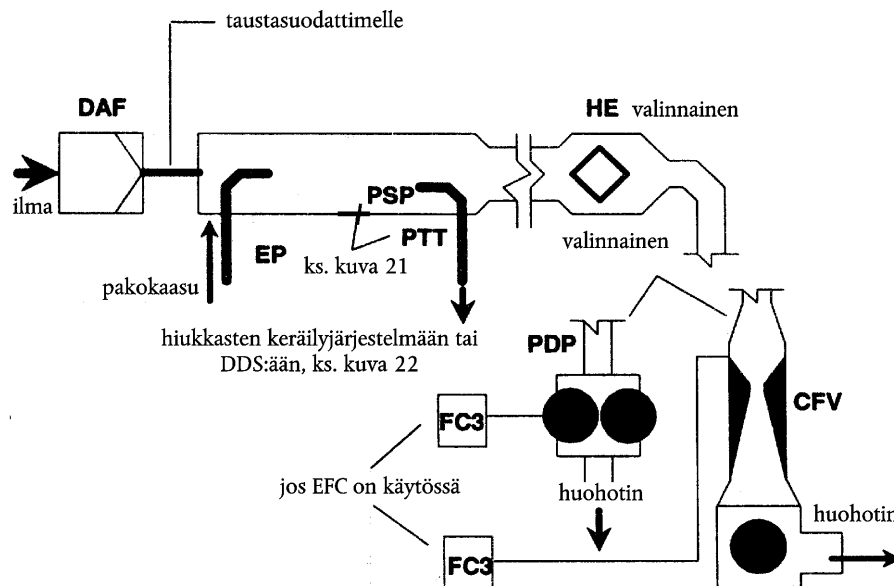 taustasuodattimelle
DAF
HE valinnainen
ilma
PSP
EP
PTT
valinnainen
ks. kuva 21
pakokaasu
hiukkasten keräilyjärjestelmään tai
DDS:ään, ks. kuva 22
PDP
CFV
FC3
jos EFC on käytössä
huohotin
huohotin
FC3